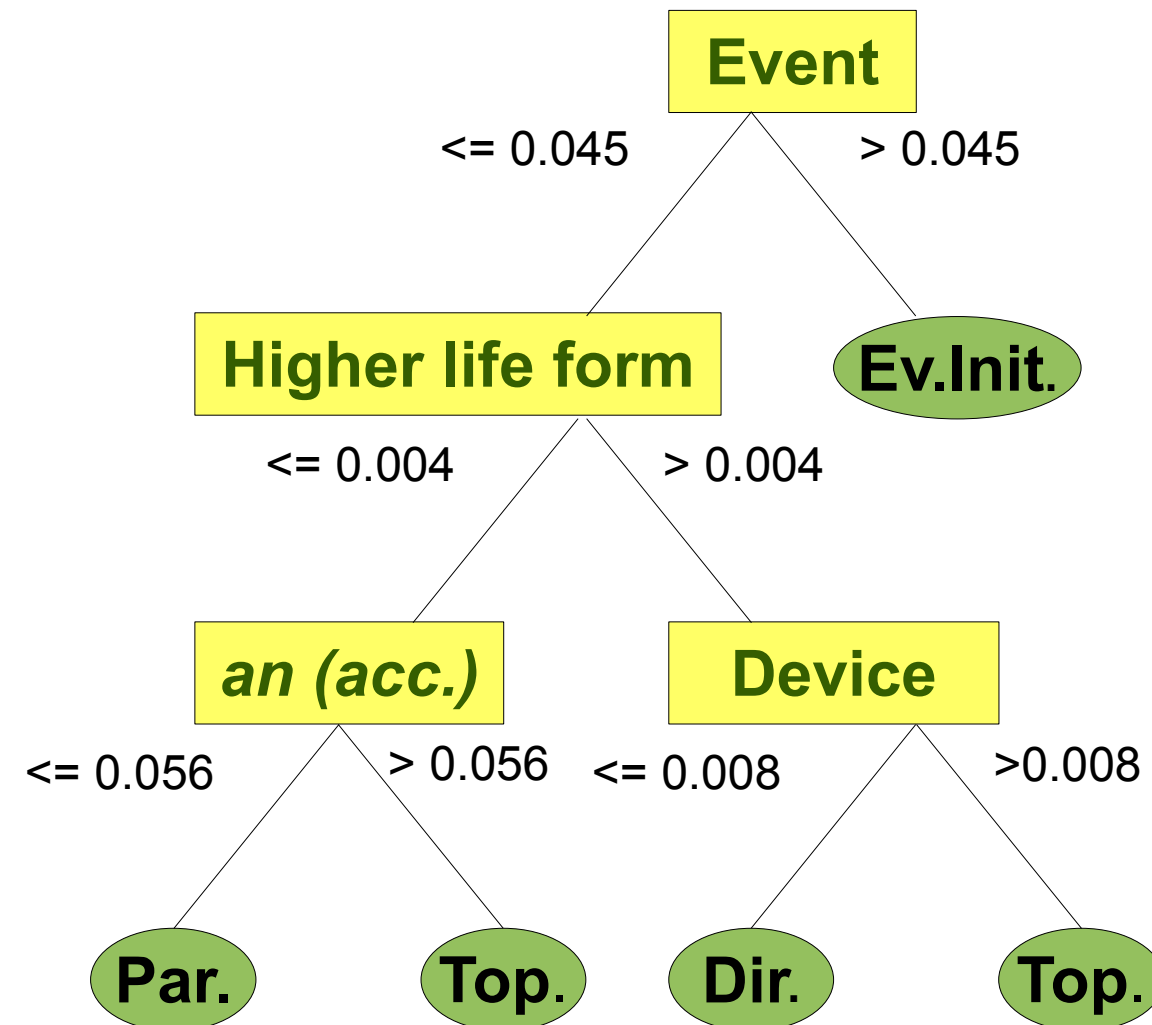 Event
<= 0.045
> 0.045
Higher life form
Ev.Init.
<= 0.004
> 0.004
an (acc.)
Device
<= 0.056
> 0.056
<= 0.008
>0.008
Par.
Top.
Dir.
Top.